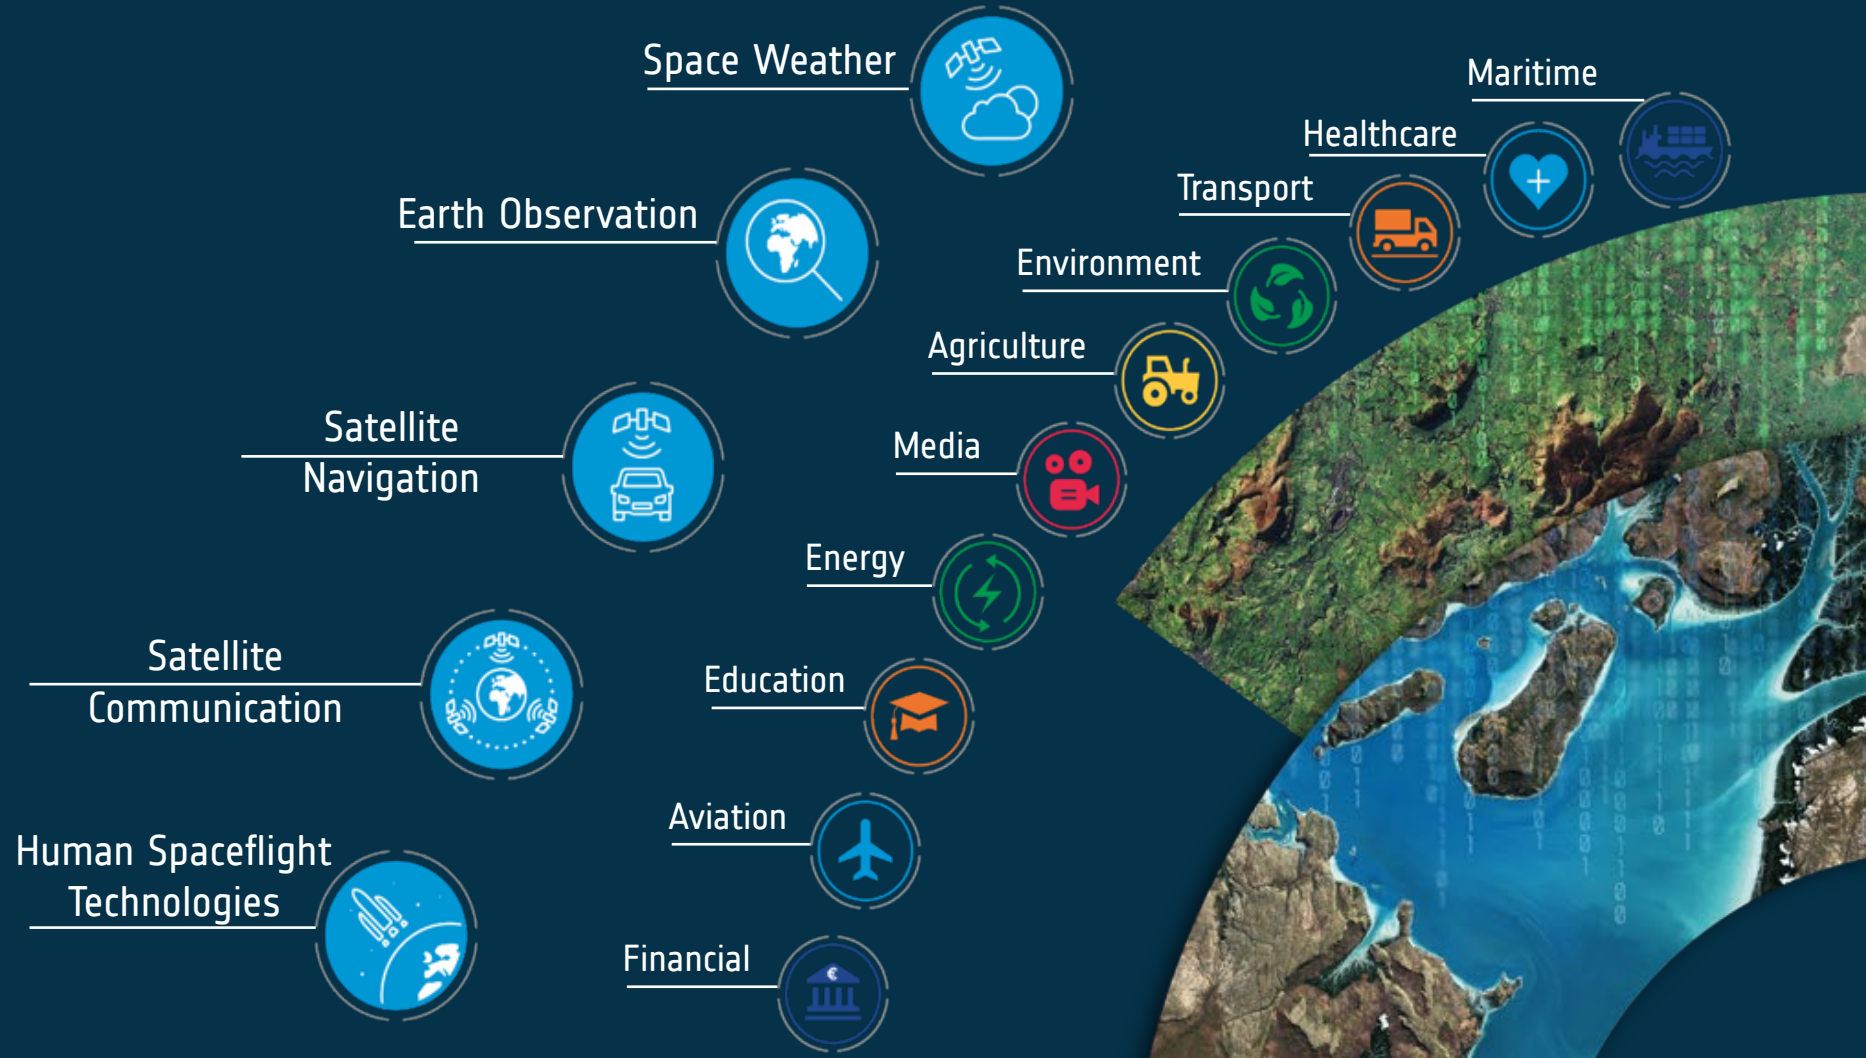 Space Weather
Earth Observation
Satellite
Navigation
Satellite
Communication
Human Spaceflight
Technologies
Maritime
Healthcare
Transport
Environment
Agriculture
Media
Energy
Education
Aviation
Financial
€